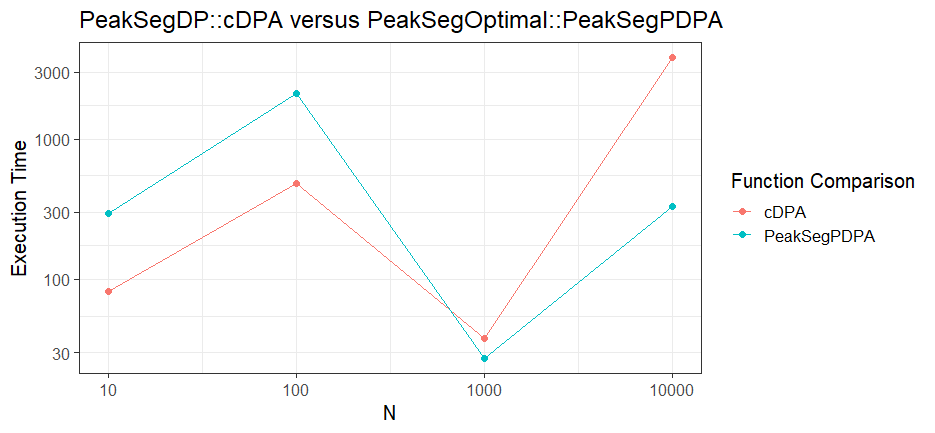 PeakSegDP::cDPA versus PeakSegOptimal::PeakSegPDPA
3000
1000
300
100
30
Execution Time
10 100 1000 10000
N
Function Comparison
cDPA
PeakSegPDPA